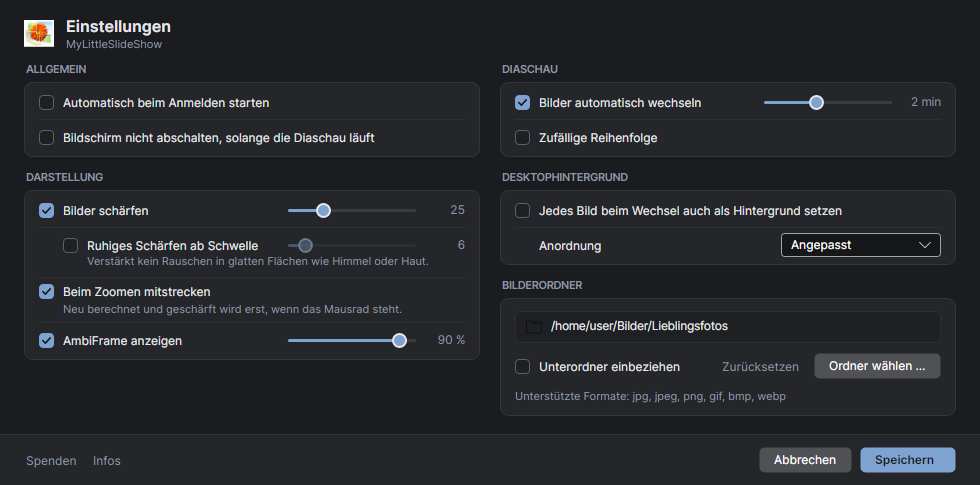 Einstellungen
MyLittleSlideShow
ALLGEMEIN
Automatisch beim Anmelden starten
Bildschirm nicht abschalten, solange die Diaschau läuft
DARSTELLUNG
Bilder schärfen 25
Ruhiges Schärfen ab Schwelle 6
Verstärkt kein Rauschen in glatten Flächen wie Himmel oder Haut.
Beim Zoomen mitstrecken
Neu berechnet und geschärft wird erst, wenn das Mausrad steht.
AmbiFrame anzeigen 90 %
DIASCHAU
Bilder automatisch wechseln 2 min
Zufällige Reihenfolge
DESKTOPHINTERGRUND
Jedes Bild beim Wechsel auch als Hintergrund setzen
Anordnung Angepasst
BILDERORDNER
/home/user/Bilder/Lieblingsfotos
Unterordner einbeziehen Zurücksetzen Ordner wählen ...
Unterstützte Formate: jpg, jpeg, png, gif, bmp, webp
Spenden Infos Abbrechen Speichern